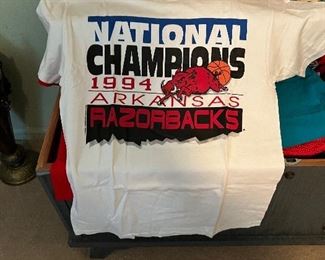 NATIONAL
CHAMPIONS
1994
ARKANSAS
RAZORBACKS